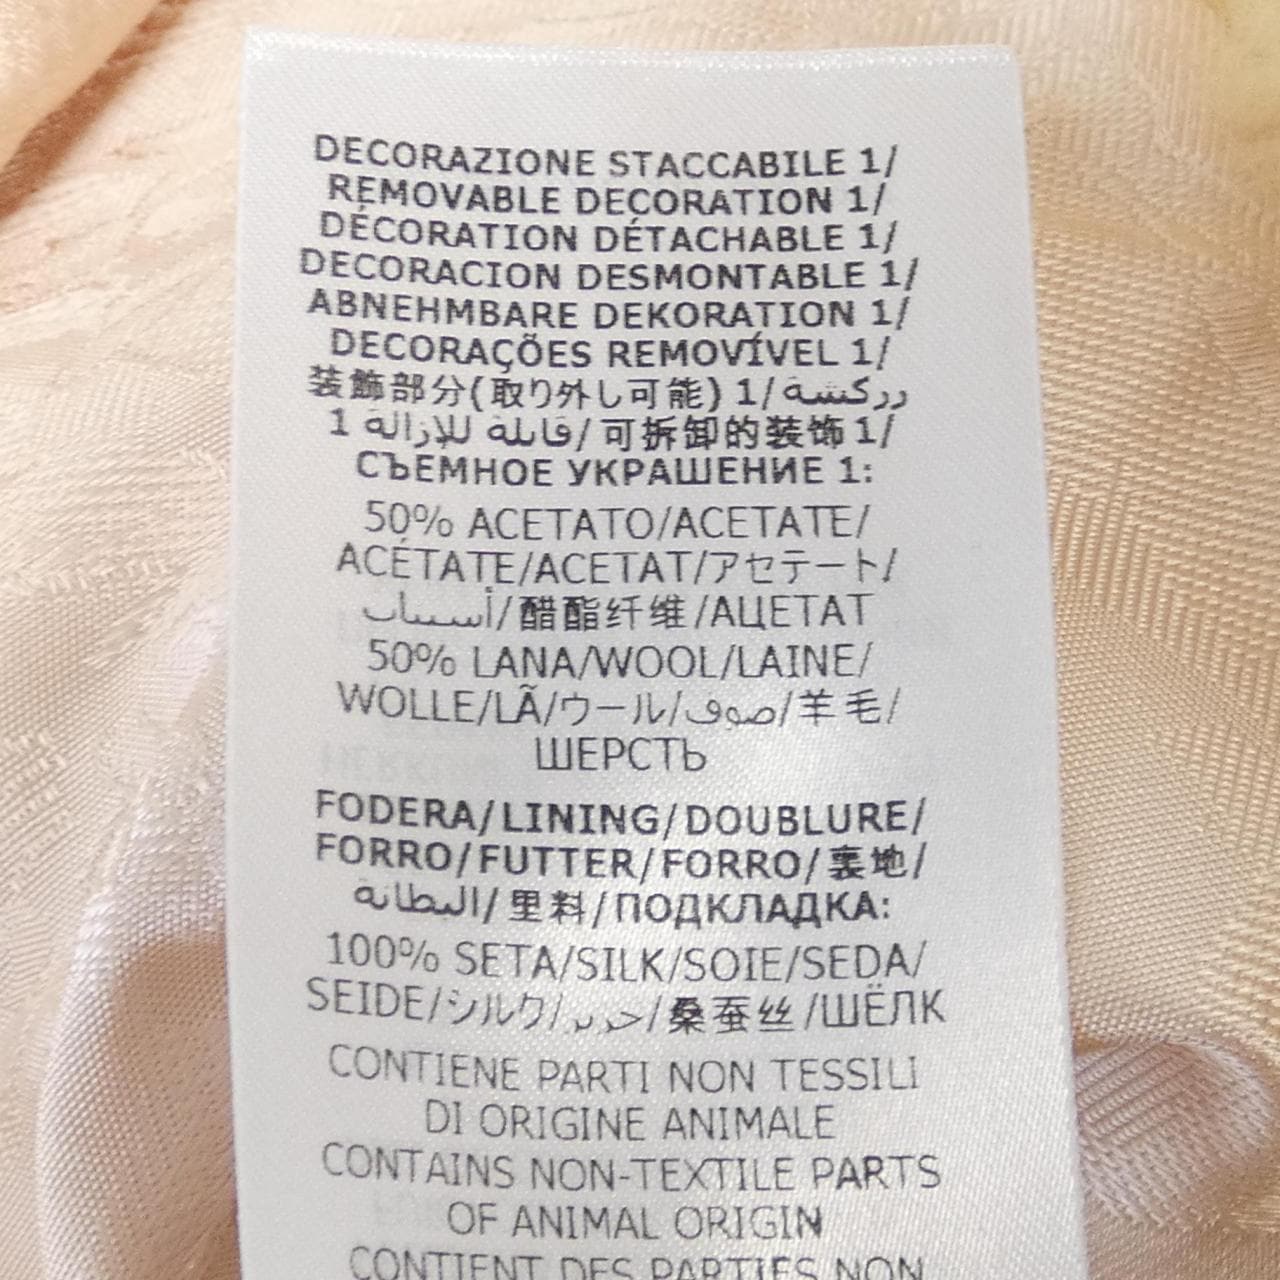 DECORAZIONE STACCABILE 1/
REMOVABLE DECORATION 1/
DÉCORATION DÉTACHABLE 1/
DECORACION DESMONTABLE 1/
ABNEHMBARE DEKORATION 1/
DECORAÇÕES REMOVÍVEL 1/
装飾部分(取り外し可能) 1/زركشة
1 قابلة للإزالة/可拆卸的装饰1/
СЪЕМНОЕ УКРАШЕНИЕ 1:
50% ACETATO/ACETATE/
ACÉTATE/ACETAT/アセテート/
أسيتات/醋酯纤维/АЦЕТАТ
50% LANA/WOOL/LAINE/
WOLLE/LÃ/ウール/صوف/羊毛/
ШЕРСТЬ
FODERA/LINING/DOUBLURE/
FORRO/FUTTER/FORRO/裏地/
البطانة/里料/ПОДКЛАДКА:
100% SETA/SILK/SOIE/SEDA/
SEIDE/シルク/حرير/桑蚕丝/ШЁЛК
CONTIENE PARTI NON TESSILI
DI ORIGINE ANIMALE
CONTAINS NON-TEXTILE PARTS
OF ANIMAL ORIGIN
CONTIENT DES PARTIES NON